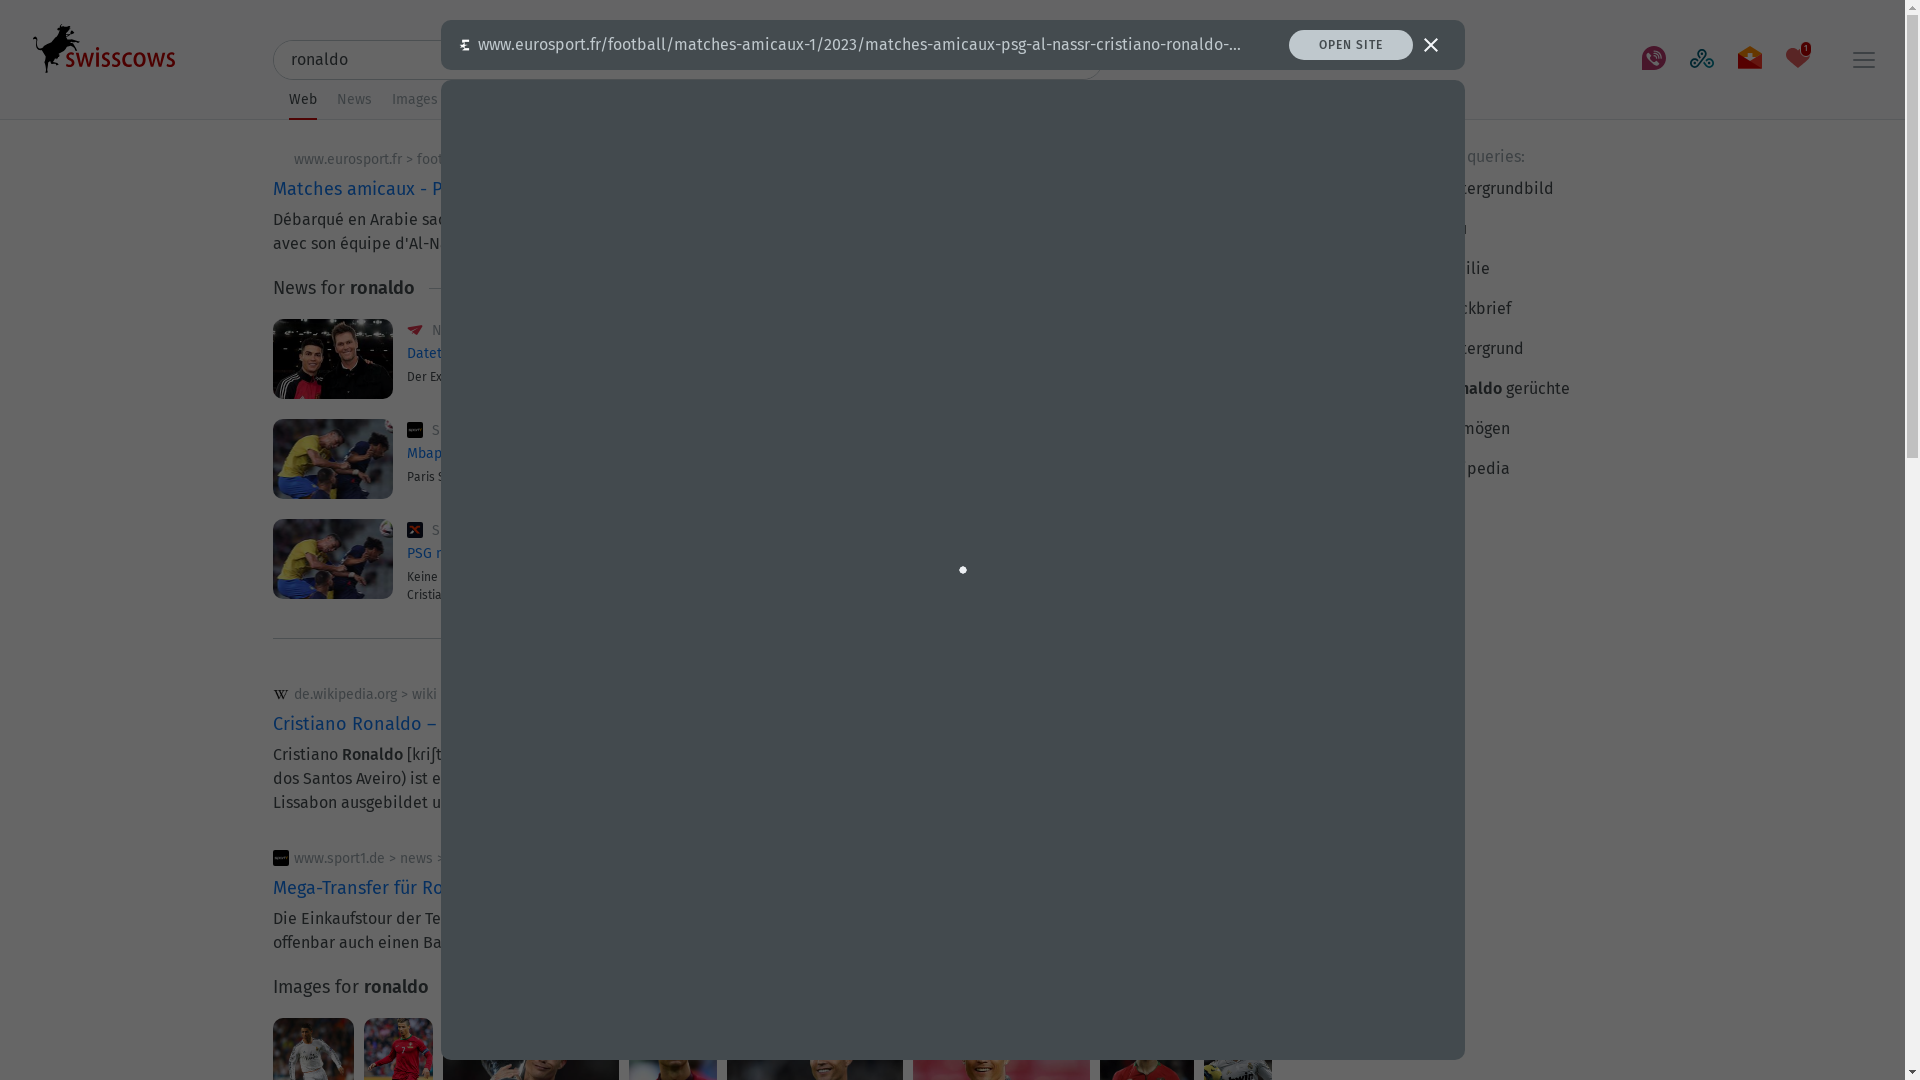 www.eurosport.fr/football/matches-amicaux-1/2023/matches-amicaux-psg-al-nassr-cristiano-ronaldo-...
OPEN SITE
swisscows
ronaldo
1
Web News Images
www.eurosport.fr > foot
queries:
Matches amicaux - P
tergrundbild
Débarqué en Arabie sao
avec son équipe d'Al-Na
ilie
News for ronaldo
ckbrief
N
Datet
tergrund
Der Ex
naldo gerüchte
S
mögen
Mbap
pedia
Paris S
S
PSG
Keine
Cristia
de.wikipedia.org > wiki
Cristiano Ronaldo –
Cristiano Ronaldo [kɾiʃt
dos Santos Aveiro) ist e
Lissabon ausgebildet u
www.sport1.de > news >
Mega-Transfer für Ro
Die Einkaufstour der Te
offenbar auch einen Ba
Images for ronaldo